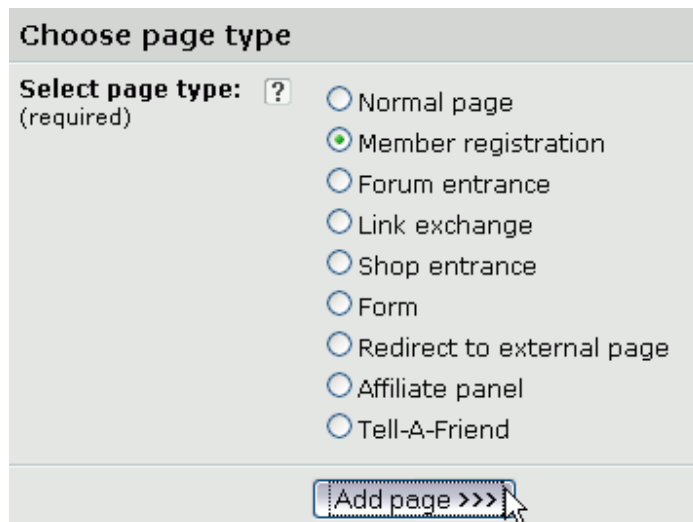 Choose page type
Select page type: ?
(required)
Normal page
Member registration
Forum entrance
Link exchange
Shop entrance
Form
Redirect to external page
Affiliate panel
Tell-A-Friend
Add page >>>